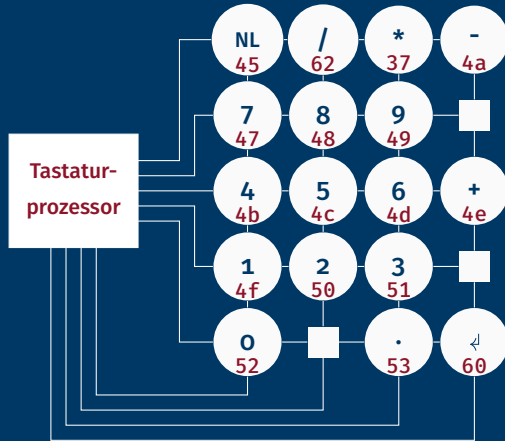 NL / * -
45 62 37 4a
7 8 9
47 48 49
Tastatur-
prozessor
4 5 6 +
4b 4c 4d 4e
1 2 3
4f 50 51
0 . ↲
52 53 60